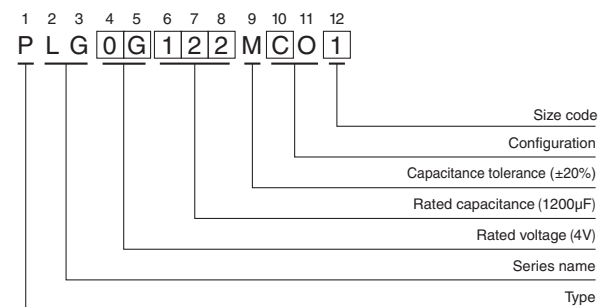 1 2 3 4 5 6 7 8 9 10 11 12
P L G 0 G 1 2 2 M C O 1
Size code
Configuration
Capacitance tolerance (±20%)
Rated capacitance (1200µF)
Rated voltage (4V)
Series name
Type